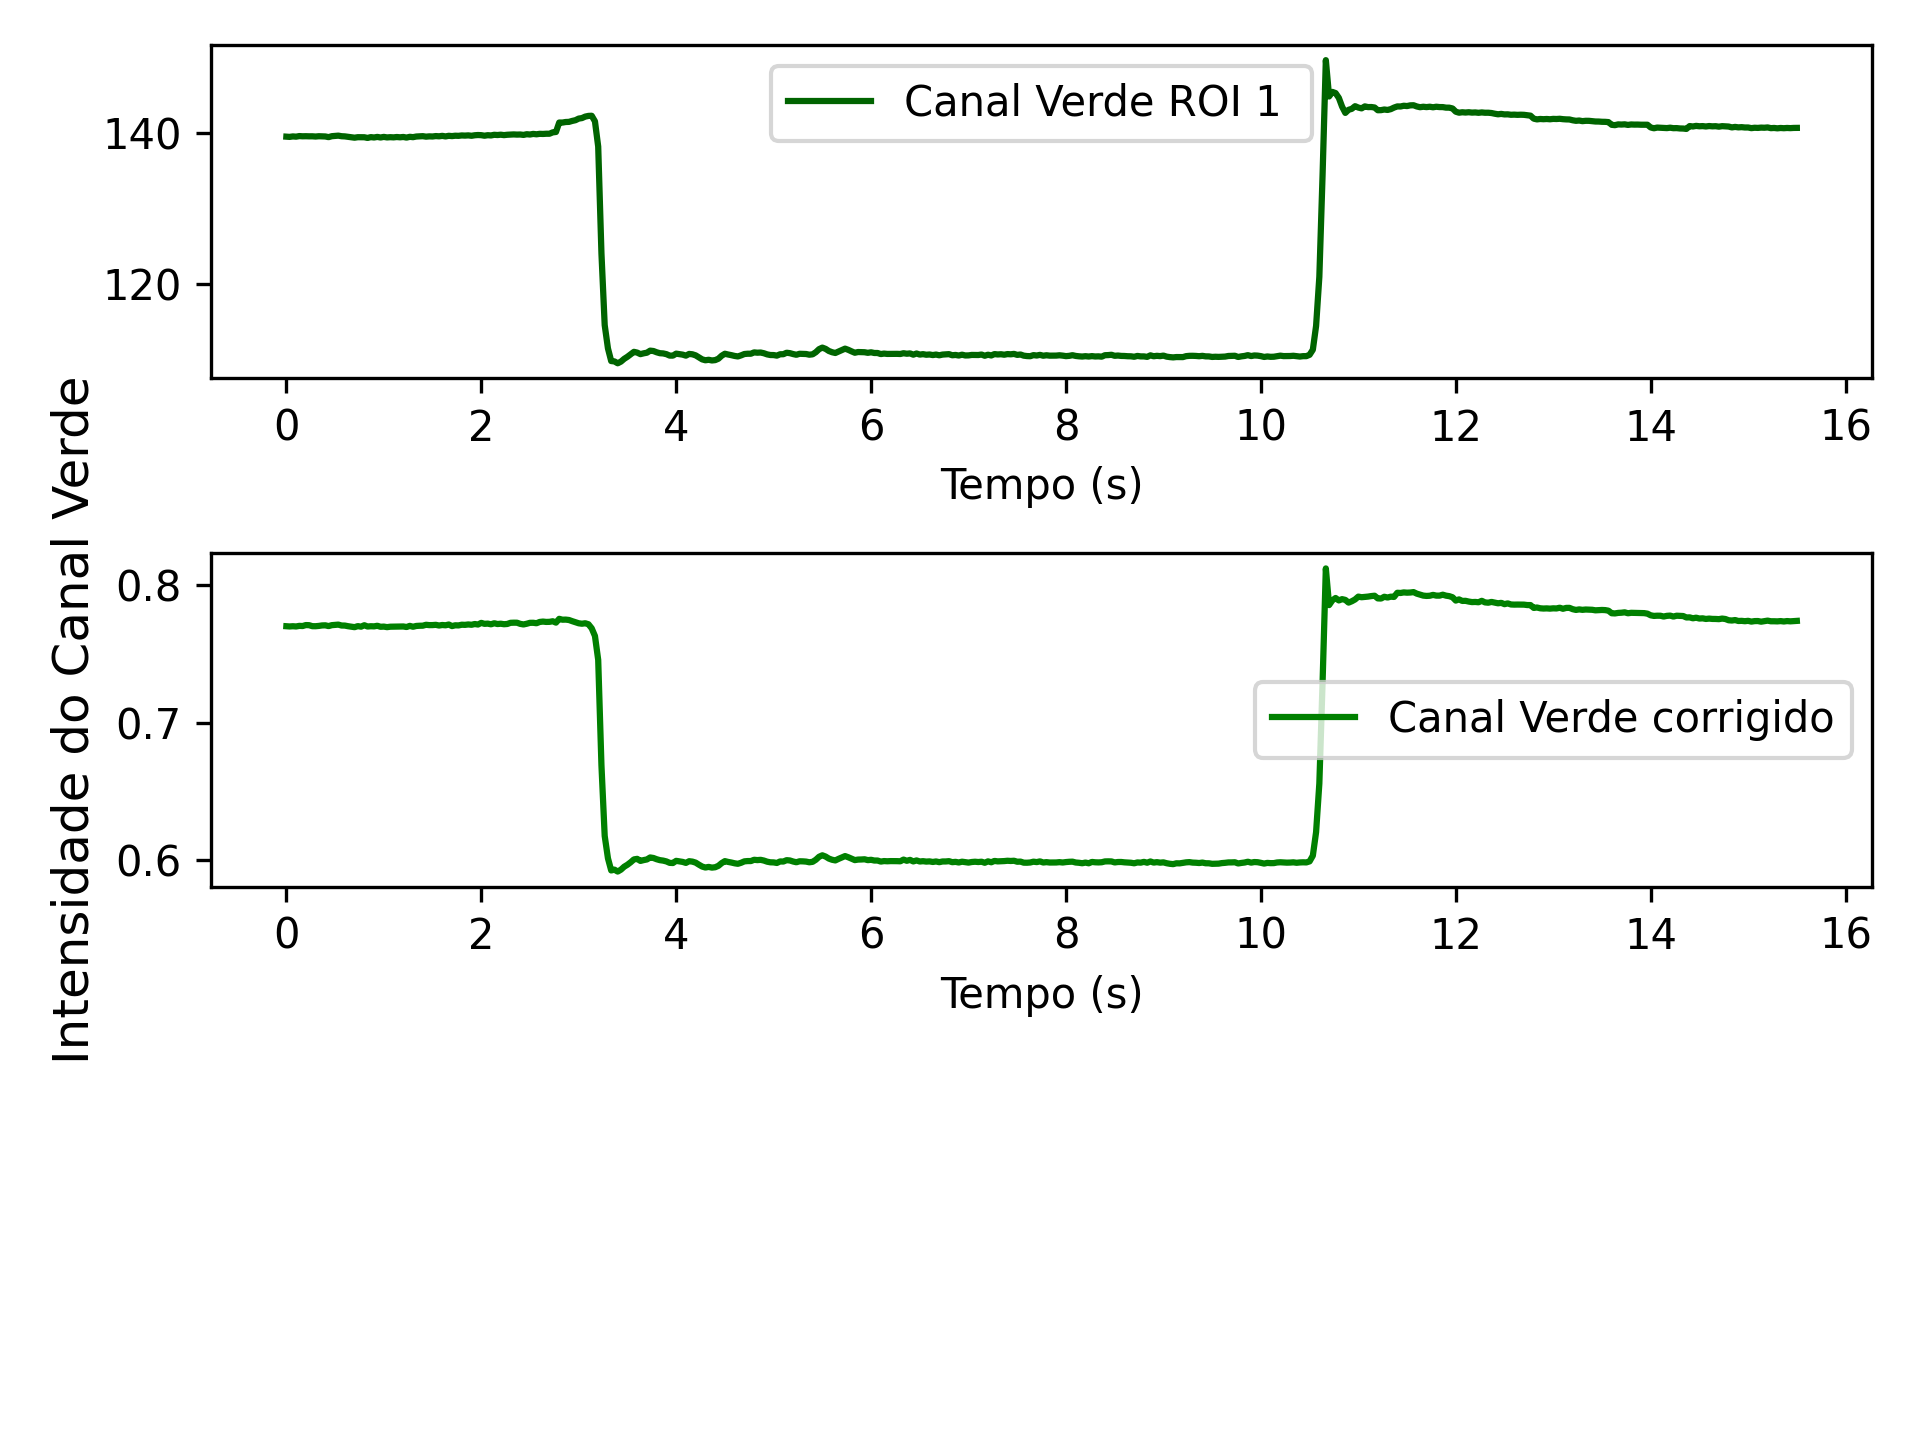 Intensidade do Canal Verde
Canal Verde ROI 1
140
120
0 2 4 6 8 10 12 14 16
Tempo (s)
Canal Verde corrigido
0.8
0.7
0.6
0 2 4 6 8 10 12 14 16
Tempo (s)